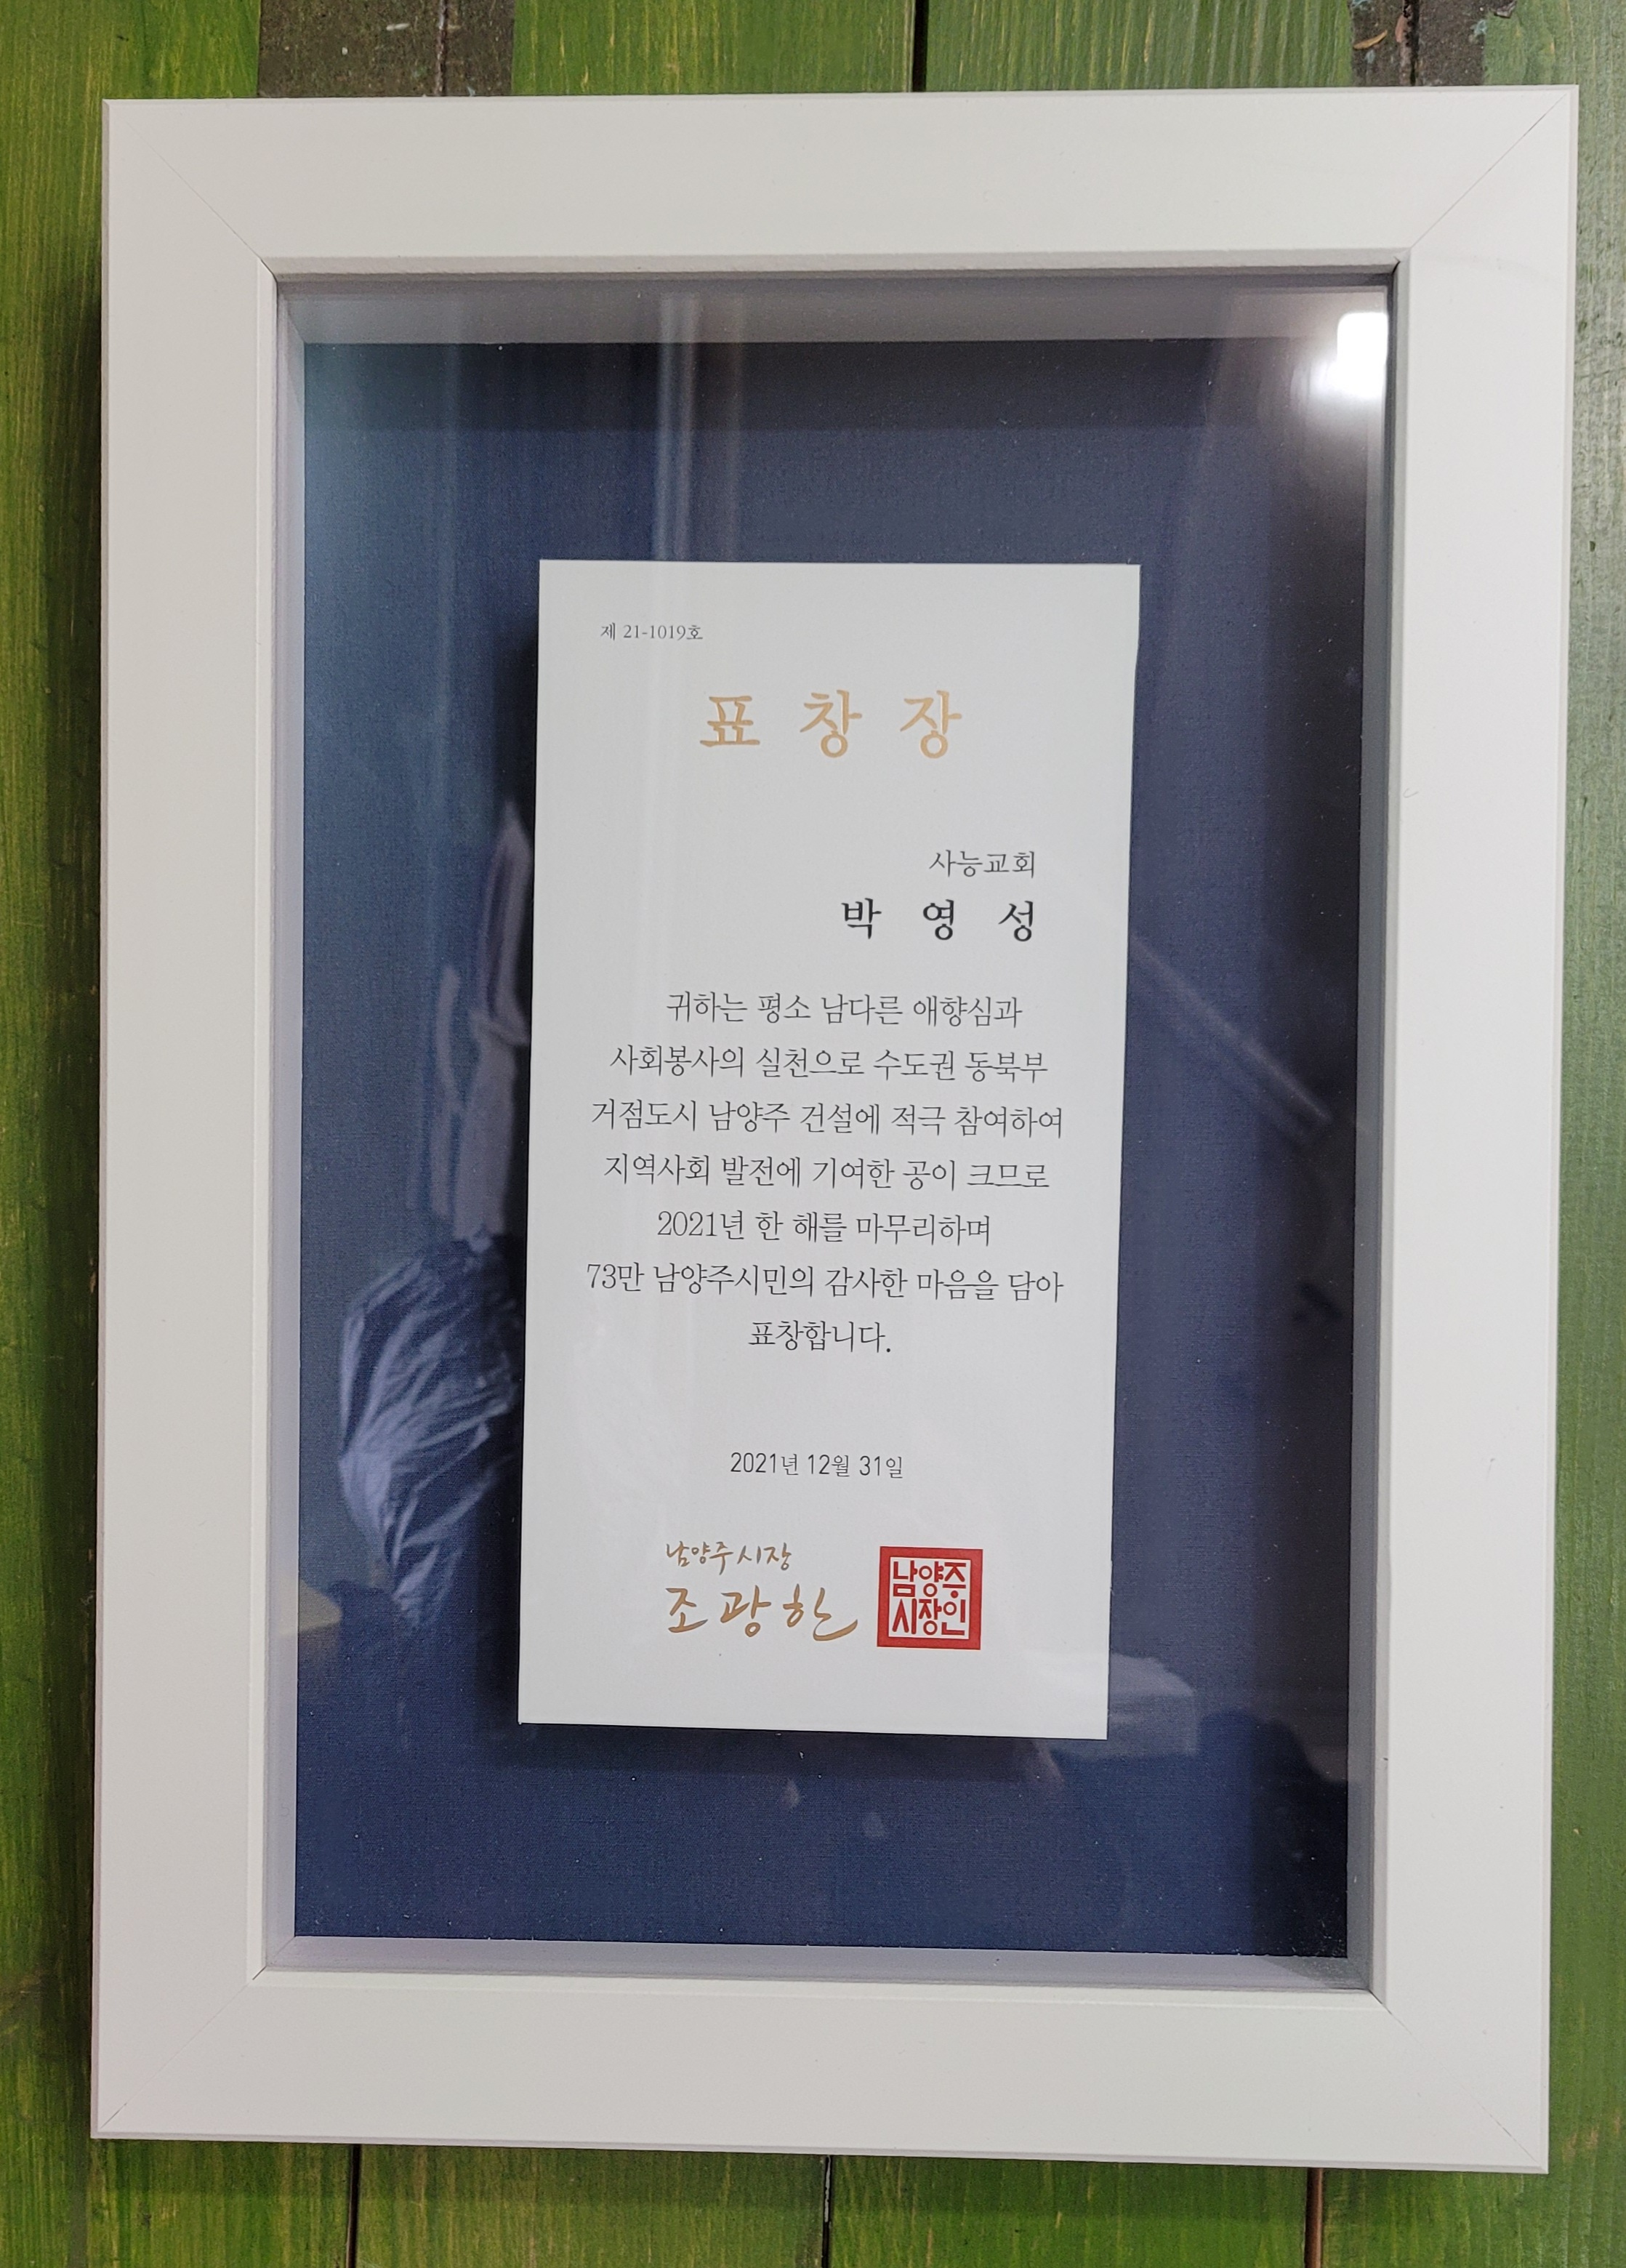 제 21-1019호
표 창 장
사능교회
박 영 성
귀하는 평소 남다른 애향심과
사회봉사의 실천으로 수도권 동북부
거점도시 남양주 건설에 적극 참여하여
지역사회 발전에 기여한 공이 크므로
2021년 한 해를 마무리하며
73만 남양주시민의 감사한 마음을 담아
표창합니다.
2021년 12월 31일
남양주시장
조광한
남양주
시장인